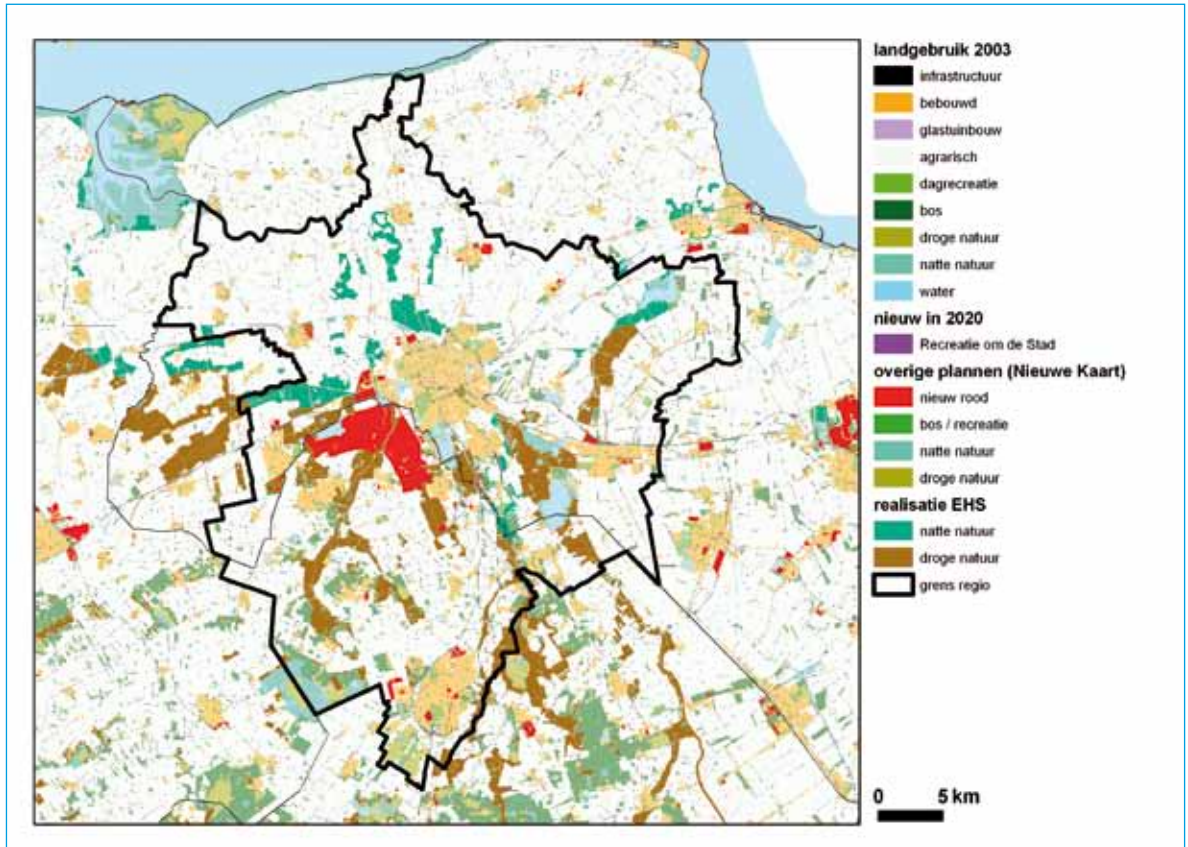 landgebruik 2003
infrastructuur
bebouwd
glastuinbouw
agrarisch
dagrecreatie
bos
droge natuur
natte natuur
water
nieuw in 2020
Recreatie om de Stad
overige plannen (Nieuwe Kaart)
nieuw rood
bos / recreatie
natte natuur
droge natuur
realisatie EHS
natte natuur
droge natuur
grens regio
0 5 km